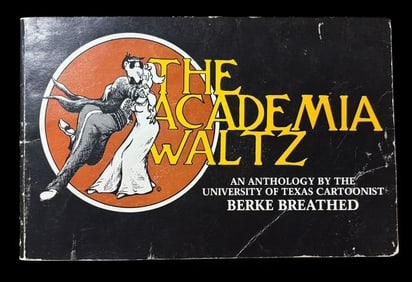 THE
ACADEMIA
WALTZ
AN ANTHOLOGY BY THE
UNIVERSITY OF TEXAS CARTOONIST
BERKE BREATHED